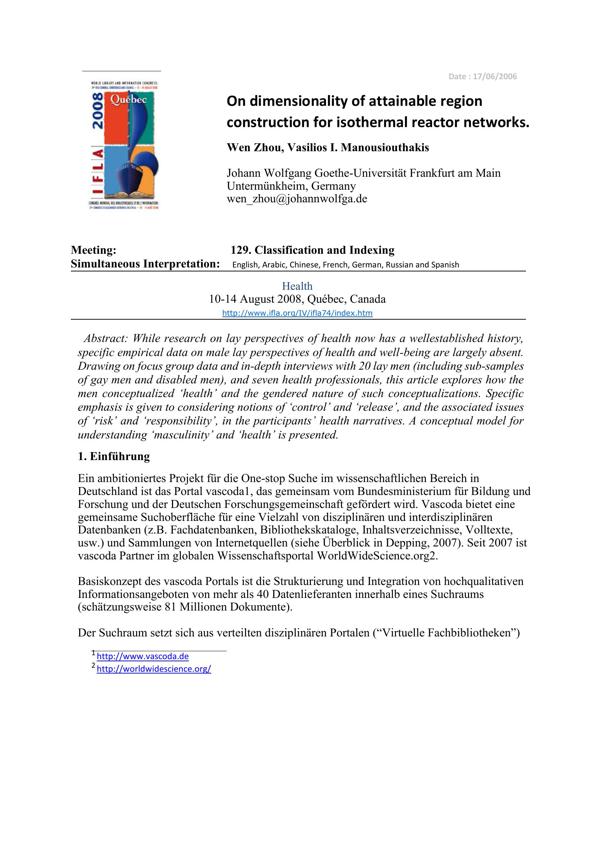 Date : 17/06/2006
WORLD LIBRARY AND INFORMATION CONGRESS:
Québec
IFLA 2008
On dimensionality of attainable region
construction for isothermal reactor networks.
Wen Zhou, Vasilios I. Manousiouthakis
Johann Wolfgang Goethe-Universität Frankfurt am Main
Untermünkheim, Germany
wen_zhou@johannwolfga.de
Meeting: 129. Classification and Indexing
Simultaneous Interpretation: English, Arabic, Chinese, French, German, Russian and Spanish
Health
10-14 August 2008, Québec, Canada
http://www.ifla.org/IV/ifla74/index.htm
Abstract: While research on lay perspectives of health now has a wellestablished history,
specific empirical data on male lay perspectives of health and well-being are largely absent.
Drawing on focus group data and in-depth interviews with 20 lay men (including sub-samples
of gay men and disabled men), and seven health professionals, this article explores how the
men conceptualized ‘health’ and the gendered nature of such conceptualizations. Specific
emphasis is given to considering notions of ‘control’ and ‘release’, and the associated issues
of ‘risk’ and ‘responsibility’, in the participants’ health narratives. A conceptual model for
understanding ‘masculinity’ and ‘health’ is presented.
1. Einführung
Ein ambitioniertes Projekt für die One-stop Suche im wissenschaftlichen Bereich in
Deutschland ist das Portal vascoda1, das gemeinsam vom Bundesministerium für Bildung und
Forschung und der Deutschen Forschungsgemeinschaft gefördert wird. Vascoda bietet eine
gemeinsame Suchoberfläche für eine Vielzahl von disziplinären und interdisziplinären
Datenbanken (z.B. Fachdatenbanken, Bibliothekskataloge, Inhaltsverzeichnisse, Volltexte,
usw.) und Sammlungen von Internetquellen (siehe Überblick in Depping, 2007). Seit 2007 ist
vascoda Partner im globalen Wissenschaftsportal WorldWideScience.org2.
Basiskonzept des vascoda Portals ist die Strukturierung und Integration von hochqualitativen
Informationsangeboten von mehr als 40 Datenlieferanten innerhalb eines Suchraums
(schätzungsweise 81 Millionen Dokumente).
Der Suchraum setzt sich aus verteilten disziplinären Portalen (“Virtuelle Fachbibliotheken”)
1 http://www.vascoda.de
2 http://worldwidescience.org/